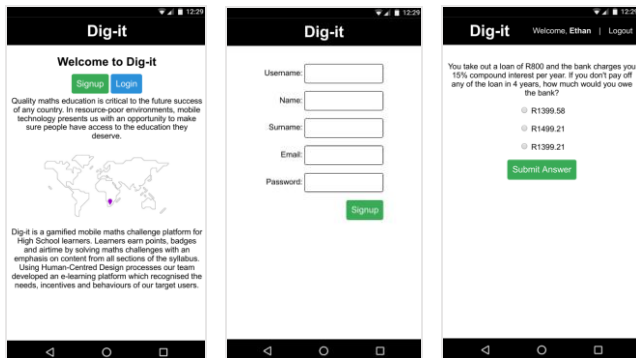 12:29
Dig-it
Welcome to Dig-it
Signup Login
Quality maths education is critical to the future success
of any country. In resource-poor environments, mobile
technology presents us with an opportunity to make
sure people have access to the education they
deserve.
Dig-it is a gamified mobile maths challenge platform for
High School learners. Learners earn points, badges
and airtime by solving maths challenges with an
emphasis on content from all sections of the syllabus.
Using Human-Centred Design processes our team
developed an e-learning platform which recognised the
needs, incentives and behaviours of our target users.
12:29
Dig-it
Username:
Name:
Surname:
Email:
Password:
Signup
12:29
Dig-it Welcome, Ethan | Logout
You take out a loan of R800 and the bank charges you
15% compound interest per year. If you don't pay off
any of the loan in 4 years, how much would you owe
the bank?
R1399.58
R1499.21
R1399.21
Submit Answer